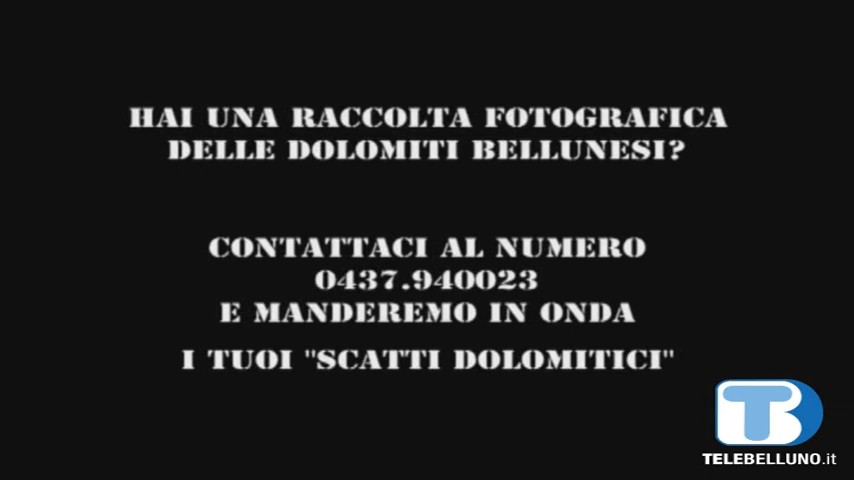 HAI UNA RACCOLTA FOTOGRAFICA
DELLE DOLOMITI BELLUNESI?
CONTATTACI AL NUMERO
0437.940023
E MANDEREMO IN ONDA
I TUOI "SCATTI DOLOMITICI"
TB
TELEBELLUNO.it